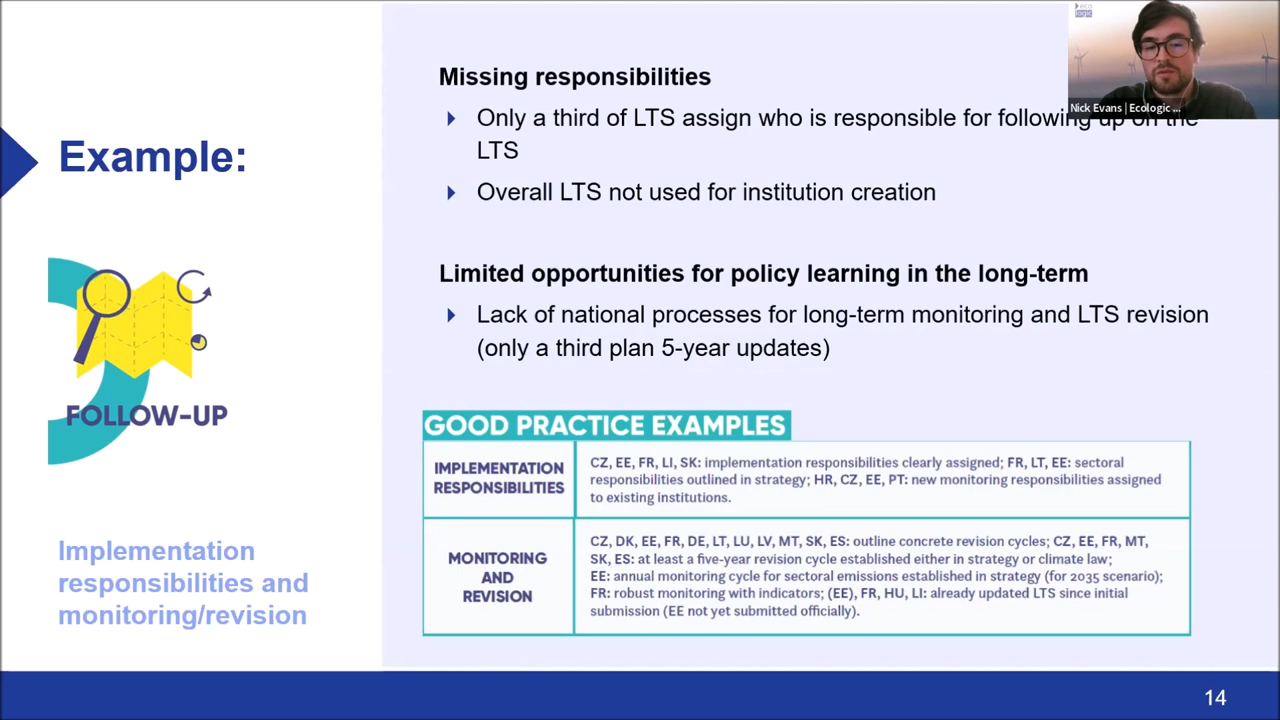 Example:
FOLLOW-UP
Implementation
responsibilities and
monitoring/revision
Missing responsibilities
Only a third of LTS assign who is responsible for following up on the
LTS
Overall LTS not used for institution creation
Limited opportunities for policy learning in the long-term
Lack of national processes for long-term monitoring and LTS revision
(only a third plan 5-year updates)
GOOD PRACTICE EXAMPLES
IMPLEMENTATION
RESPONSIBILITIES
CZ, EE, FR, LI, SK: implementation responsibilities clearly assigned; FR, LT, EE: sectoral
responsibilities outlined in strategy; HR, CZ, EE, PT: new monitoring responsibilities assigned
to existing institutions.
MONITORING
AND
REVISION
CZ, DK, EE, FR, DE, LT, LU, LV, MT, SK, ES: outline concrete revision cycles; CZ, EE, FR, MT,
SK, ES: at least a five-year revision cycle established either in strategy or climate law;
EE: annual monitoring cycle for sectoral emissions established in strategy (for 2035 scenario);
FR: robust monitoring with indicators; (EE), FR, HU, LI: already updated LTS since initial
submission (EE not yet submitted officially).
eco
logic
Nick Evans | Ecologic ...
14